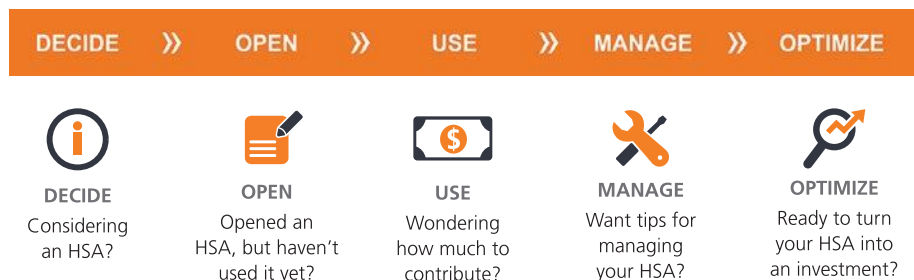 DECIDE » OPEN » USE » MANAGE » OPTIMIZE
i
$
DECIDE
Considering
an HSA?
OPEN
Opened an
HSA, but haven't
used it yet?
USE
Wondering
how much to
contribute?
MANAGE
Want tips for
managing
your HSA?
OPTIMIZE
Ready to turn
your HSA into
an investment?